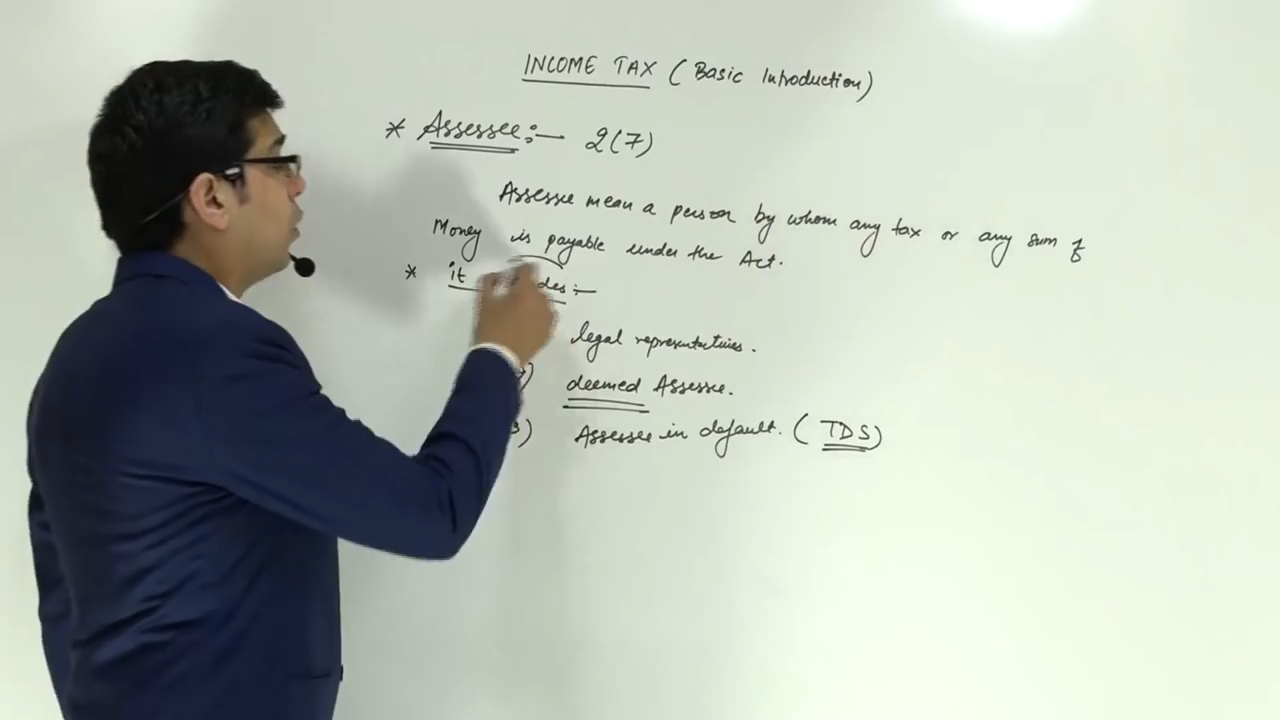 INCOME TAX (Basic Introduction)
* Assessee :- 2(7)
Assessee mean a person by whom any tax or any sum of
Money is payable under the Act.
* it des :-
legal representatives.
) deemed Assessee.
3) Assessee in default. (TDS)